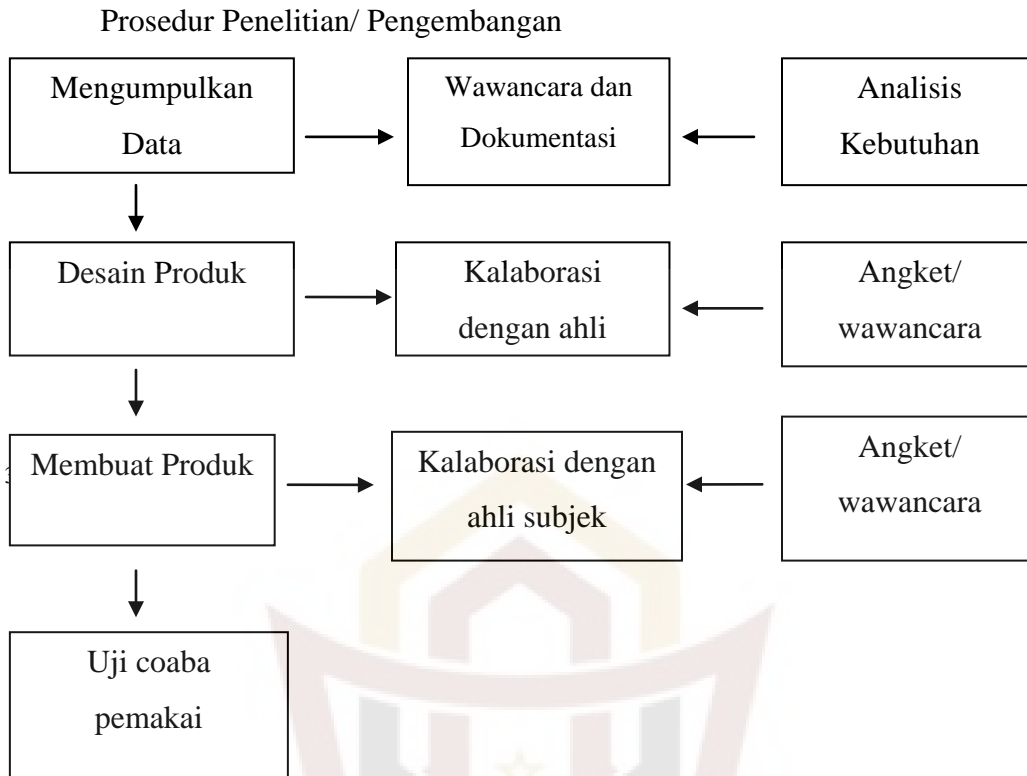 Prosedur Penelitian/ Pengembangan
Mengumpulkan
Data
Wawancara dan
Dokumentasi
Analisis
Kebutuhan
Desain Produk
Kalaborasi
dengan ahli
Angket/
wawancara
Membuat Produk
Kalaborasi dengan
ahli subjek
Angket/
wawancara
Uji coaba
pemakai